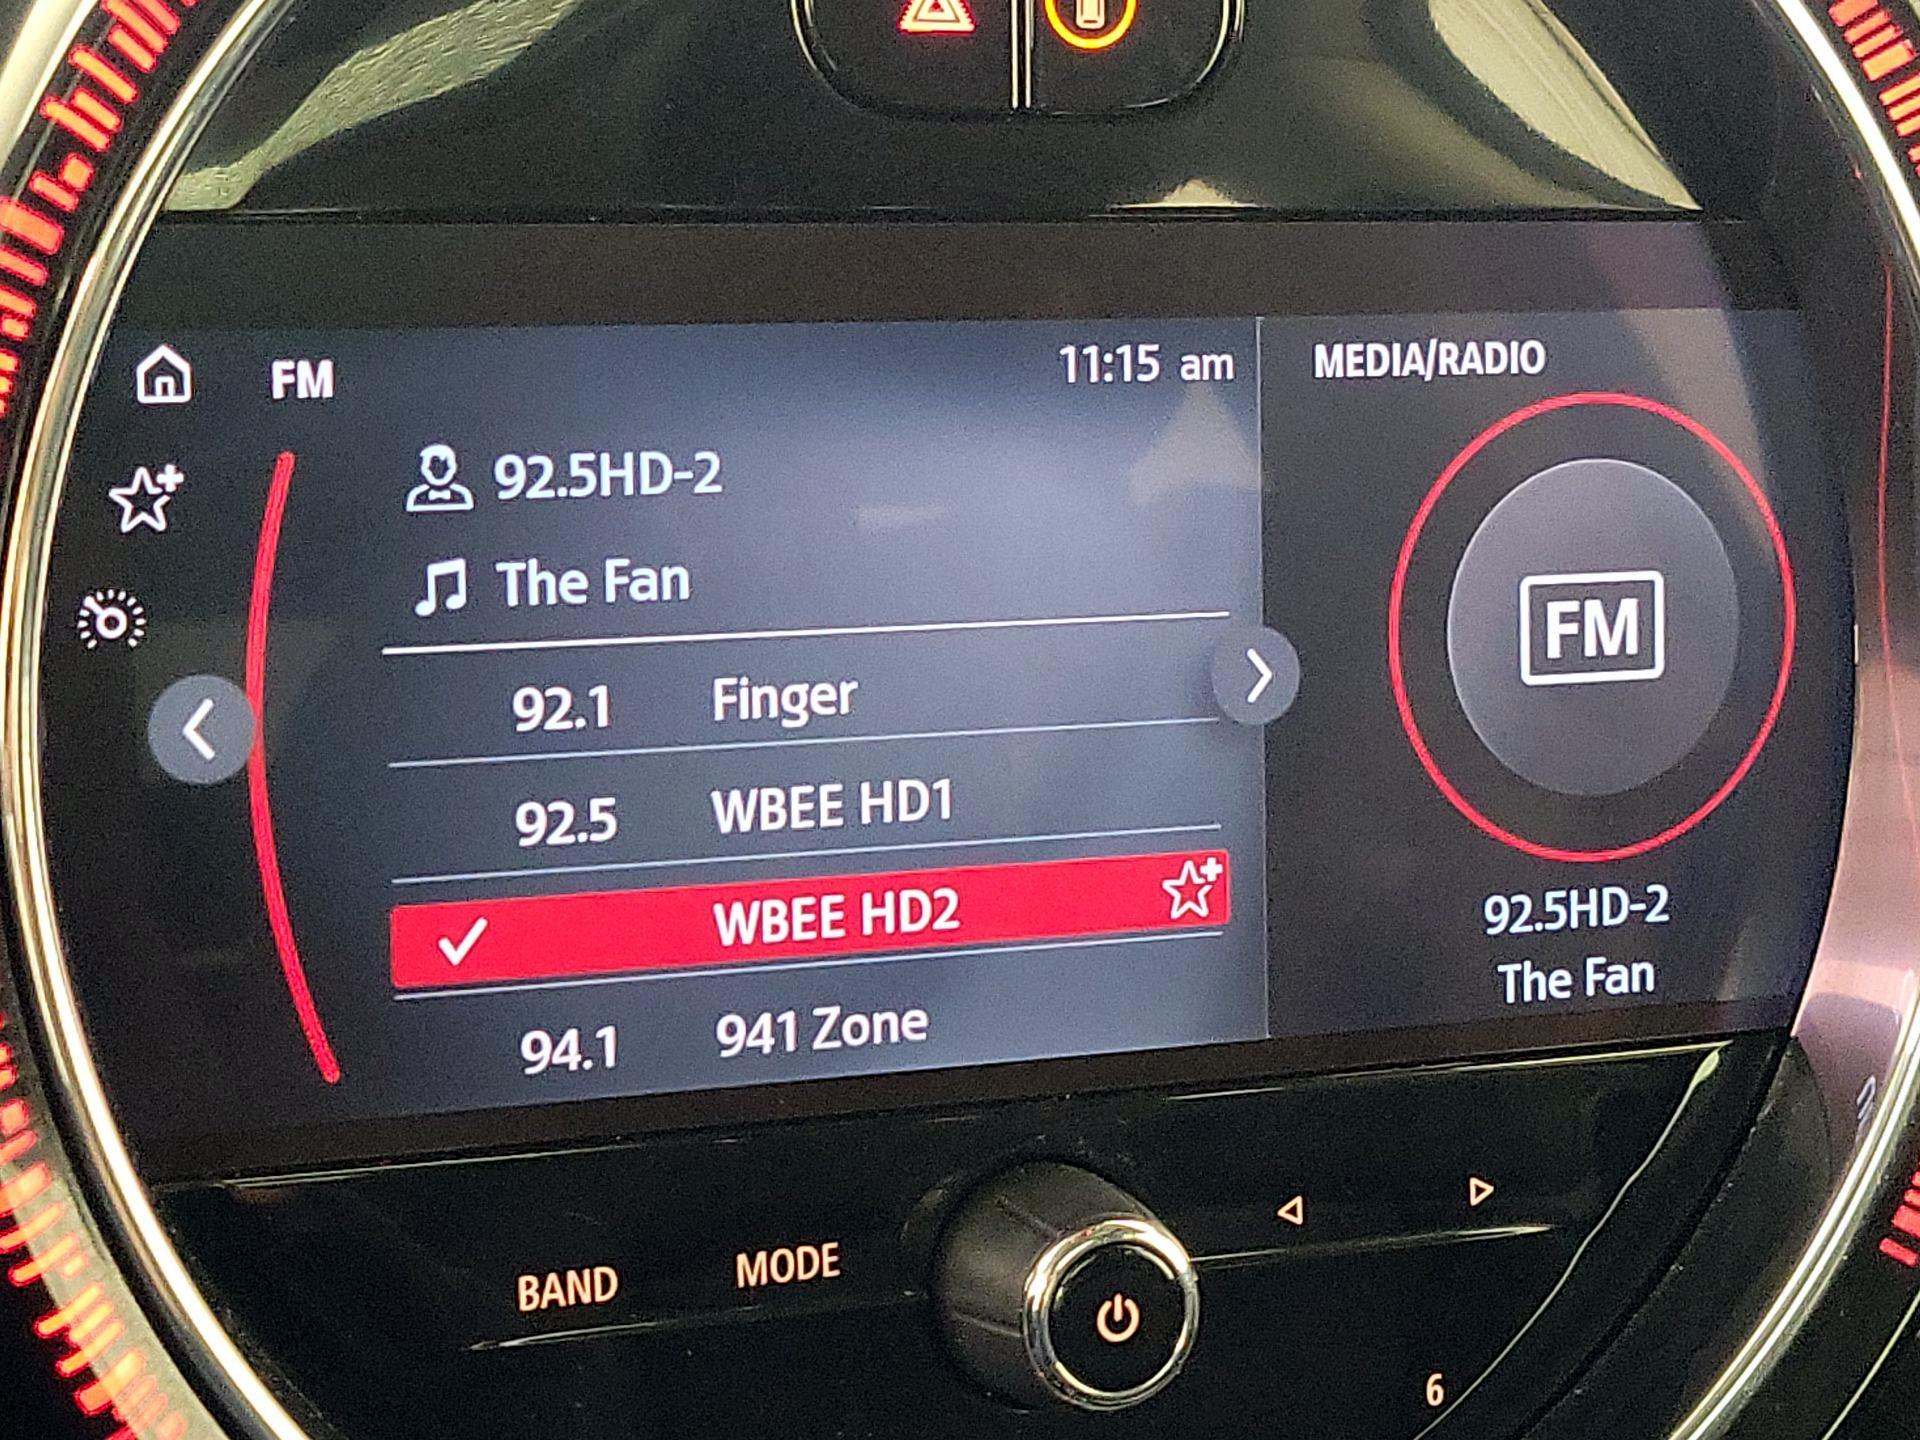 FM
11:15 am
MEDIA/RADIO
92.5HD-2
The Fan
92.1 Finger
92.5 WBEE HD1
WBEE HD2
94.1 941 Zone
FM
92.5HD-2
The Fan
BAND
MODE
6